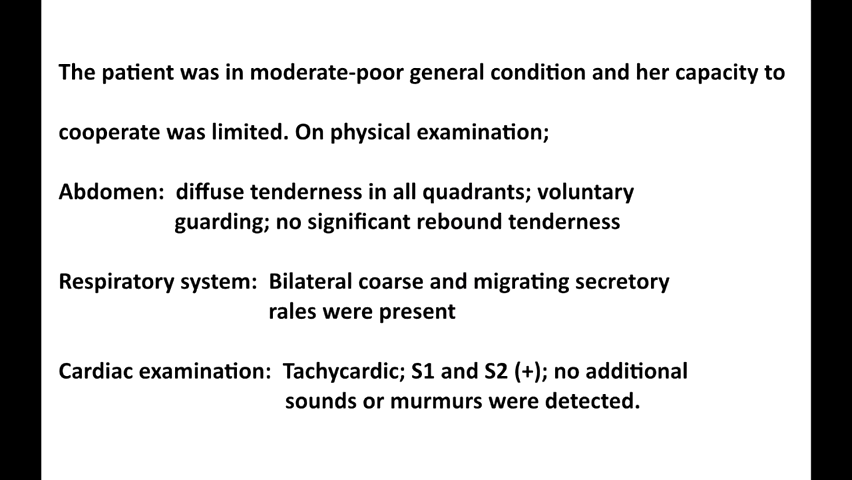 The patient was in moderate-poor general condition and her capacity to
cooperate was limited. On physical examination;
Abdomen: diffuse tenderness in all quadrants; voluntary
guarding; no significant rebound tenderness
Respiratory system: Bilateral coarse and migrating secretory
rales were present
Cardiac examination: Tachycardic; S1 and S2 (+); no additional
sounds or murmurs were detected.